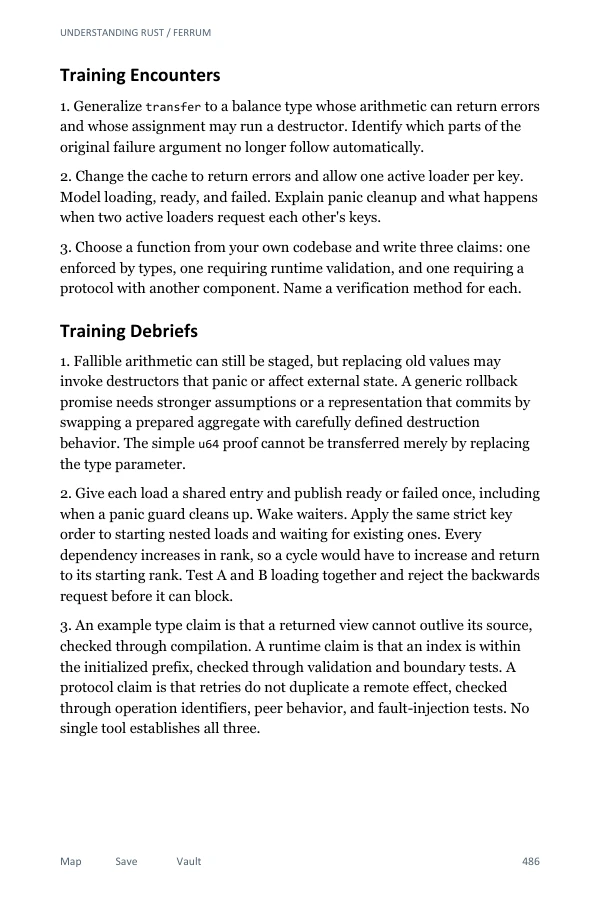 UNDERSTANDING RUST / FERRUM
Training Encounters
1. Generalize transfer to a balance type whose arithmetic can return errors
and whose assignment may run a destructor. Identify which parts of the
original failure argument no longer follow automatically.
2. Change the cache to return errors and allow one active loader per key.
Model loading, ready, and failed. Explain panic cleanup and what happens
when two active loaders request each other's keys.
3. Choose a function from your own codebase and write three claims: one
enforced by types, one requiring runtime validation, and one requiring a
protocol with another component. Name a verification method for each.
Training Debriefs
1. Fallible arithmetic can still be staged, but replacing old values may
invoke destructors that panic or affect external state. A generic rollback
promise needs stronger assumptions or a representation that commits by
swapping a prepared aggregate with carefully defined destruction
behavior. The simple u64 proof cannot be transferred merely by replacing
the type parameter.
2. Give each load a shared entry and publish ready or failed once, including
when a panic guard cleans up. Wake waiters. Apply the same strict key
order to starting nested loads and waiting for existing ones. Every
dependency increases in rank, so a cycle would have to increase and return
to its starting rank. Test A and B loading together and reject the backwards
request before it can block.
3. An example type claim is that a returned view cannot outlive its source,
checked through compilation. A runtime claim is that an index is within
the initialized prefix, checked through validation and boundary tests. A
protocol claim is that retries do not duplicate a remote effect, checked
through operation identifiers, peer behavior, and fault-injection tests. No
single tool establishes all three.
Map Save Vault 486